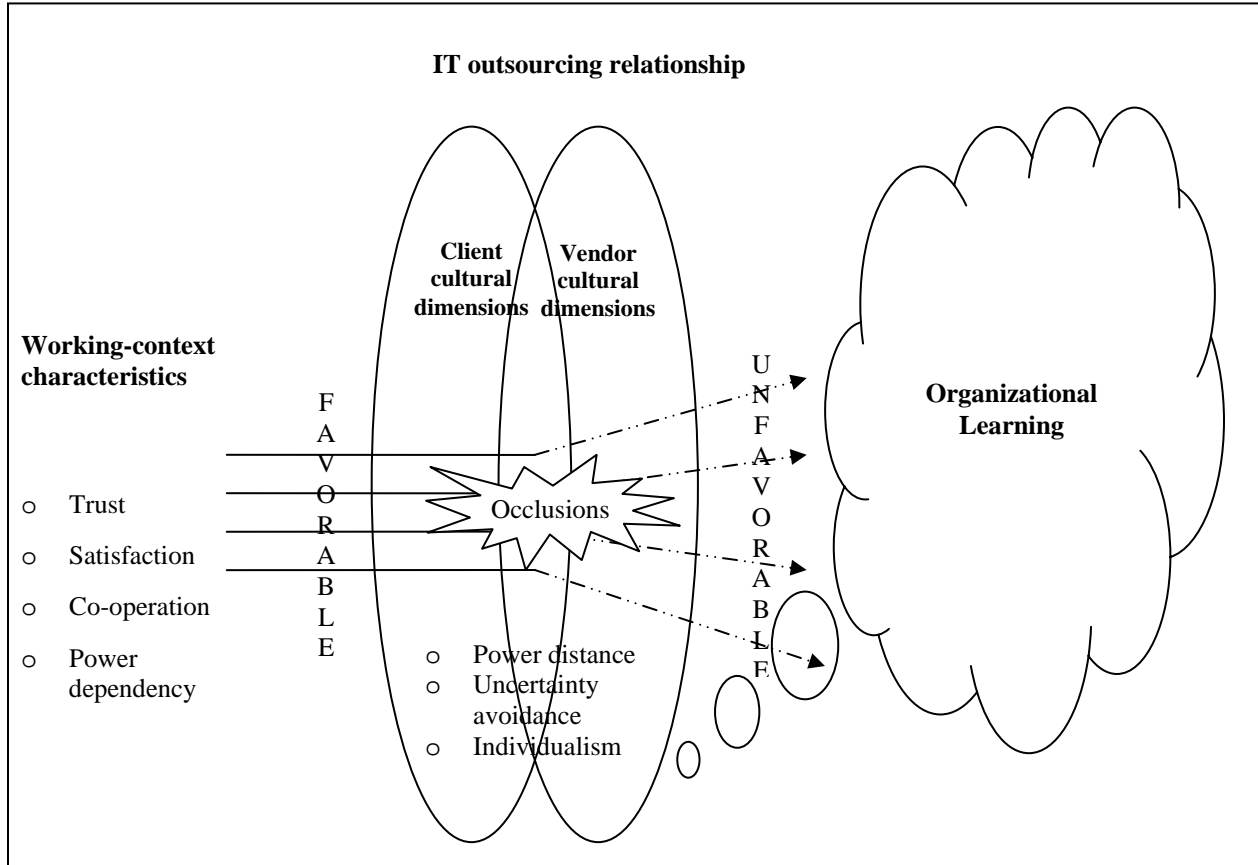 IT outsourcing relationship
Client
cultural
dimensions
Vendor
cultural
dimensions
Working-context
characteristics
o Trust
o Satisfaction
o Co-operation
o Power
dependency
F
A
V
O
R
A
B
L
E
Occlusions
o Power distance
o Uncertainty
avoidance
o Individualism
U
N
F
A
V
O
R
A
B
L
E
Organizational
Learning